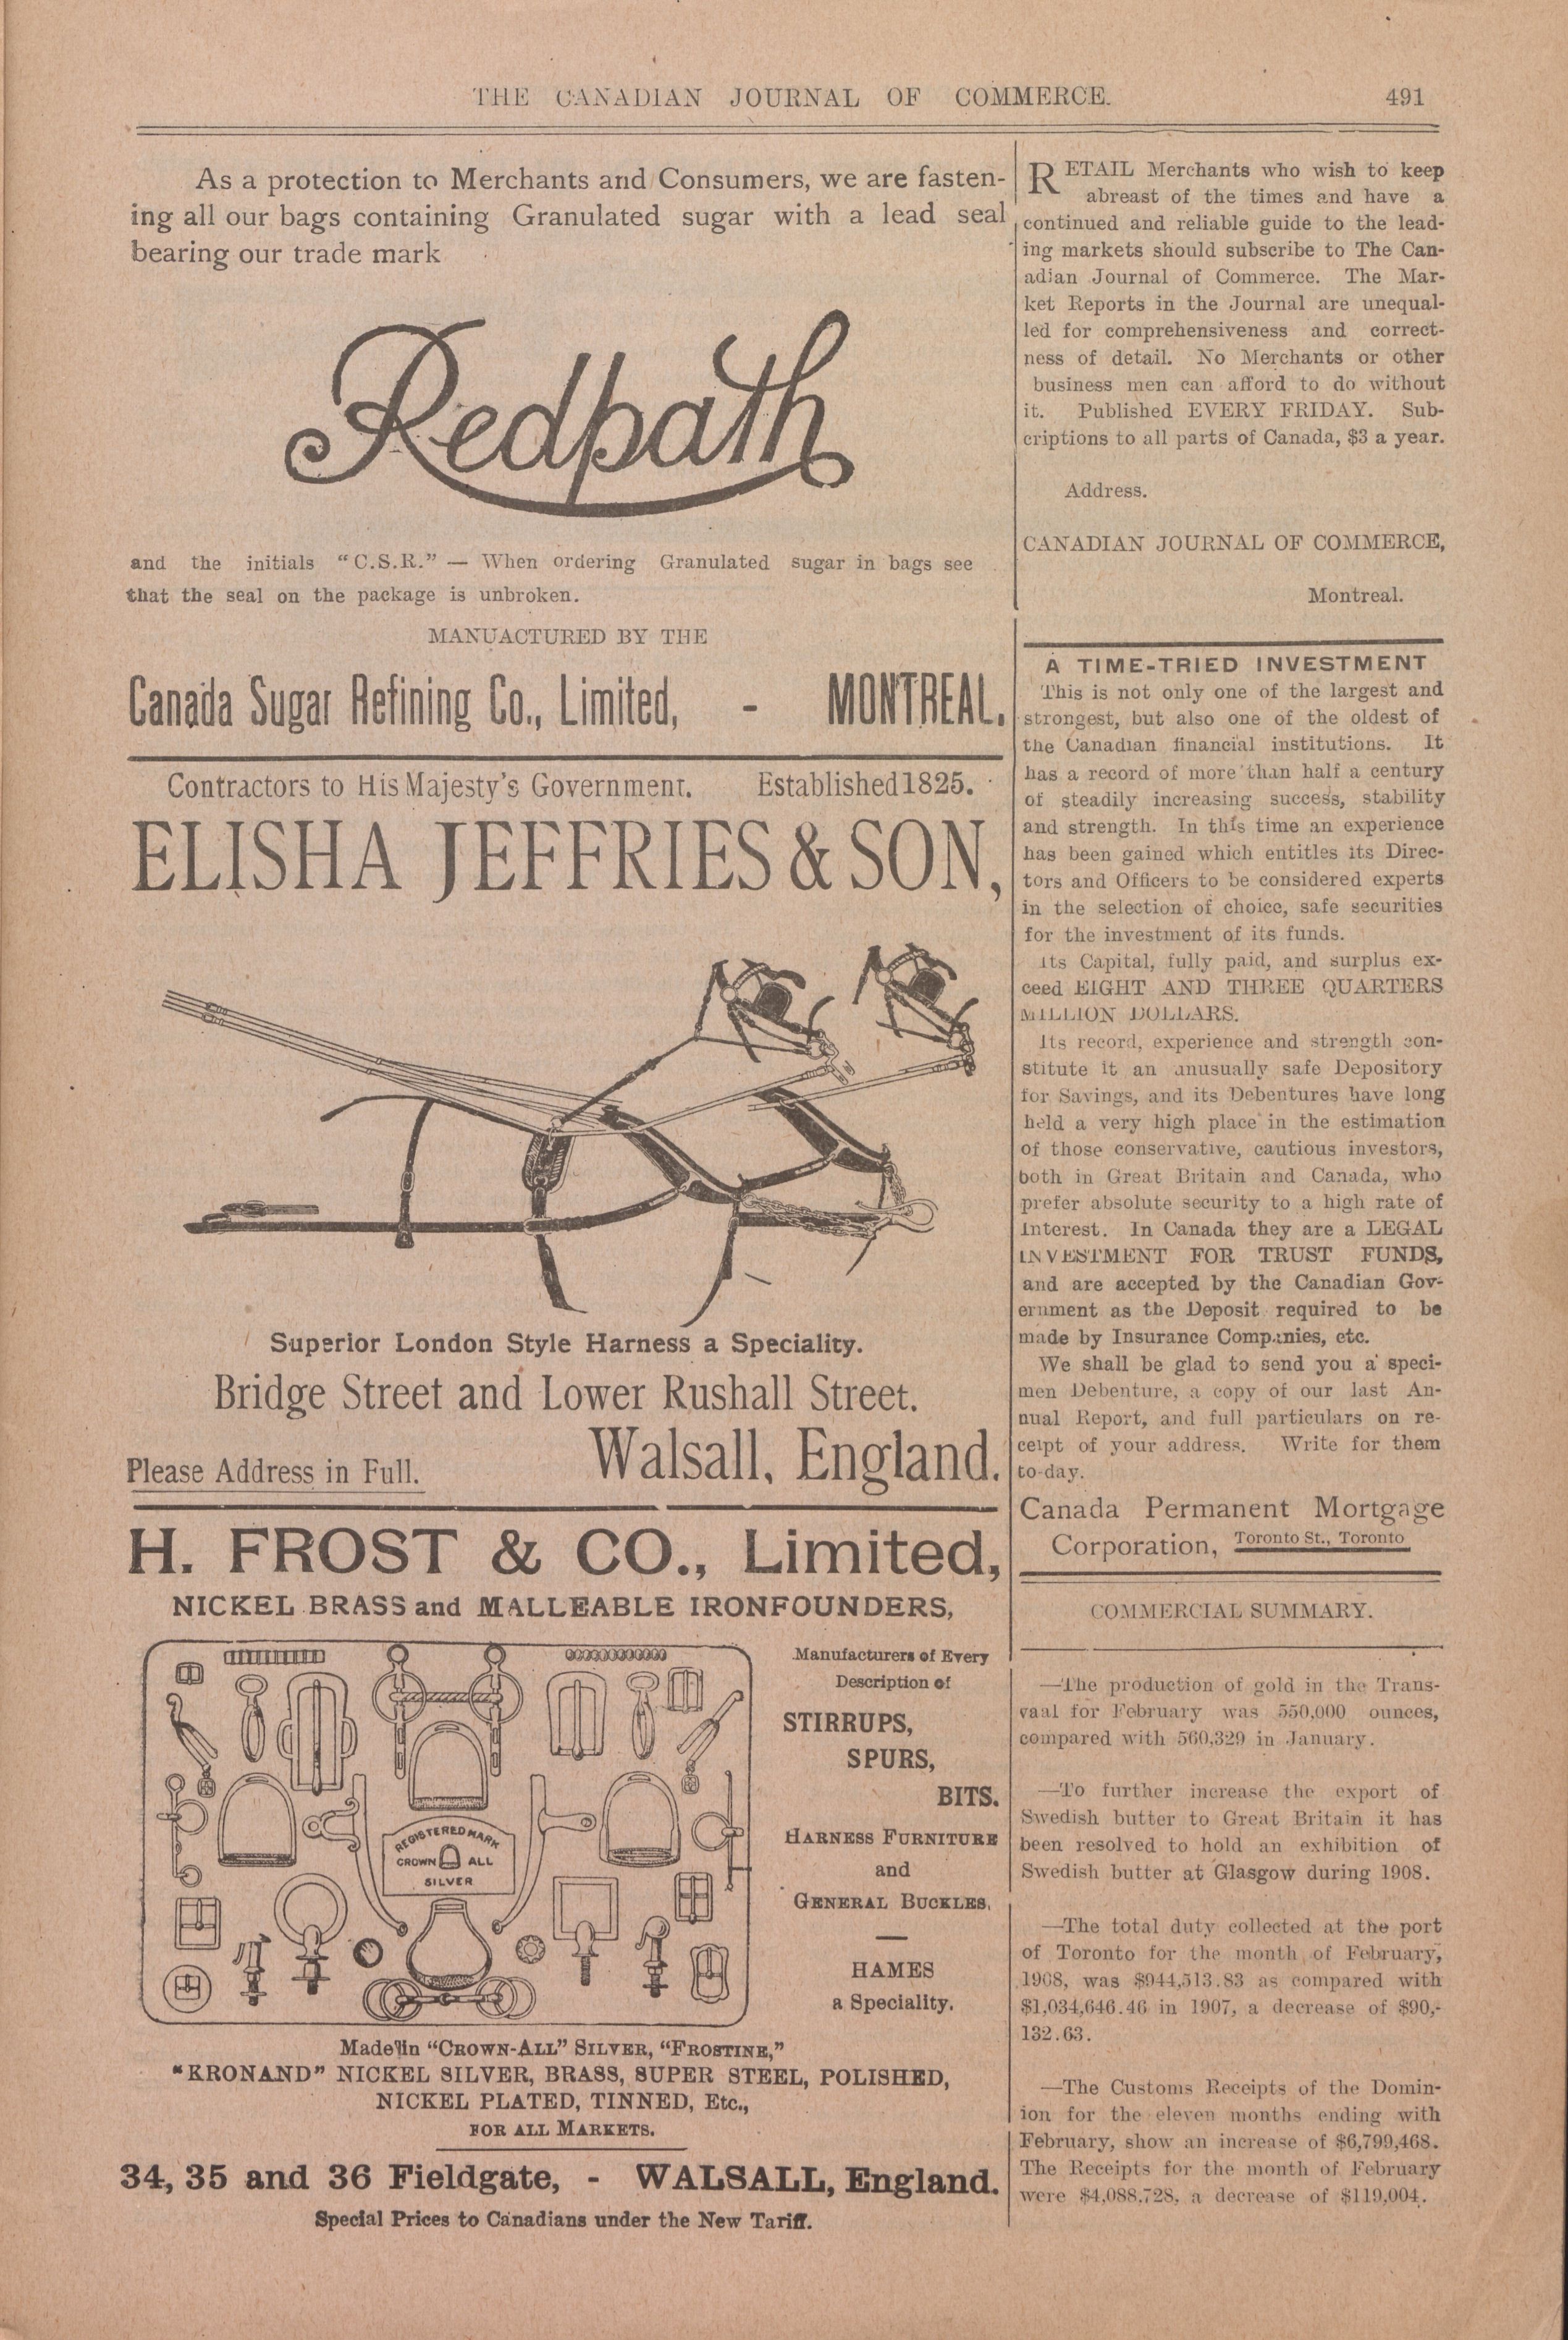 THE CANADIAN JOURNAL OF COMMERCE. 491
As a protection to Merchants and Consumers, we are fasten-
ing all our bags containing Granulated sugar with a lead seal
bearing our trade mark
Redpath
and the initials "C.S.R." — When ordering Granulated sugar in bags see
that the seal on the package is unbroken.
MANUACTURED BY THE
Canada Sugar Refining Co., Limited, - MONTREAL.
Contractors to His Majesty's Government. Established 1825.
ELISHA JEFFRIES & SON,
Superior London Style Harness a Speciality.
Bridge Street and Lower Rushall Street.
Please Address in Full. Walsall, England.
H. FROST & CO., Limited,
NICKEL BRASS and MALLEABLE IRONFOUNDERS,
REGISTERED MARK
CROWN ALL
SILVER
Manufacturers of Every
Description of
STIRRUPS,
SPURS,
BITS.
HARNESS FURNITURE
and
GENERAL BUCKLES,
HAMES
a Speciality.
Made in "CROWN-ALL" SILVER, "FROSTINE,"
"KRONAND" NICKEL SILVER, BRASS, SUPER STEEL, POLISHED,
NICKEL PLATED, TINNED, Etc.,
FOR ALL MARKETS.
34, 35 and 36 Fieldgate, - WALSALL, England.
Special Prices to Canadians under the New Tariff.
RETAIL Merchants who wish to keep
abreast of the times and have a
continued and reliable guide to the lead-
ing markets should subscribe to The Can-
adian Journal of Commerce. The Mar-
ket Reports in the Journal are unequal-
led for comprehensiveness and correct-
ness of detail. No Merchants or other
business men can afford to do without
it. Published EVERY FRIDAY. Sub-
criptions to all parts of Canada, $3 a year.
Address.
CANADIAN JOURNAL OF COMMERCE,
Montreal.
A TIME-TRIED INVESTMENT
This is not only one of the largest and
strongest, but also one of the oldest of
the Canadian financial institutions. It
has a record of more than half a century
of steadily increasing success, stability
and strength. In this time an experience
has been gained which entitles its Direc-
tors and Officers to be considered experts
in the selection of choice, safe securities
for the investment of its funds.
Its Capital, fully paid, and surplus ex-
ceed EIGHT AND THREE QUARTERS
MILLION DOLLARS.
Its record, experience and strength con-
stitute it an unusually safe Depository
for Savings, and its Debentures have long
held a very high place in the estimation
of those conservative, cautious investors,
both in Great Britain and Canada, who
prefer absolute security to a high rate of
interest. In Canada they are a LEGAL
INVESTMENT FOR TRUST FUNDS,
and are accepted by the Canadian Gov-
ernment as the Deposit required to be
made by Insurance Companies, etc.
We shall be glad to send you a speci-
men Debenture, a copy of our last An-
nual Report, and full particulars on re-
ceipt of your address. Write for them
to-day.
Canada Permanent Mortgage
Corporation, Toronto St., Toronto
COMMERCIAL SUMMARY.
—The production of gold in the Trans-
vaal for February was 550,000 ounces,
compared with 560,329 in January.
—To further increase the export of
Swedish butter to Great Britain it has
been resolved to hold an exhibition of
Swedish butter at Glasgow during 1908.
—The total duty collected at the port
of Toronto for the month of February,
1908, was $944,513.83 as compared with
$1,034,646.46 in 1907, a decrease of $90,-
132.63.
—The Customs Receipts of the Domin-
ion for the eleven months ending with
February, show an increase of $6,799,468.
The Receipts for the month of February
were $4,088,728, a decrease of $119,004.